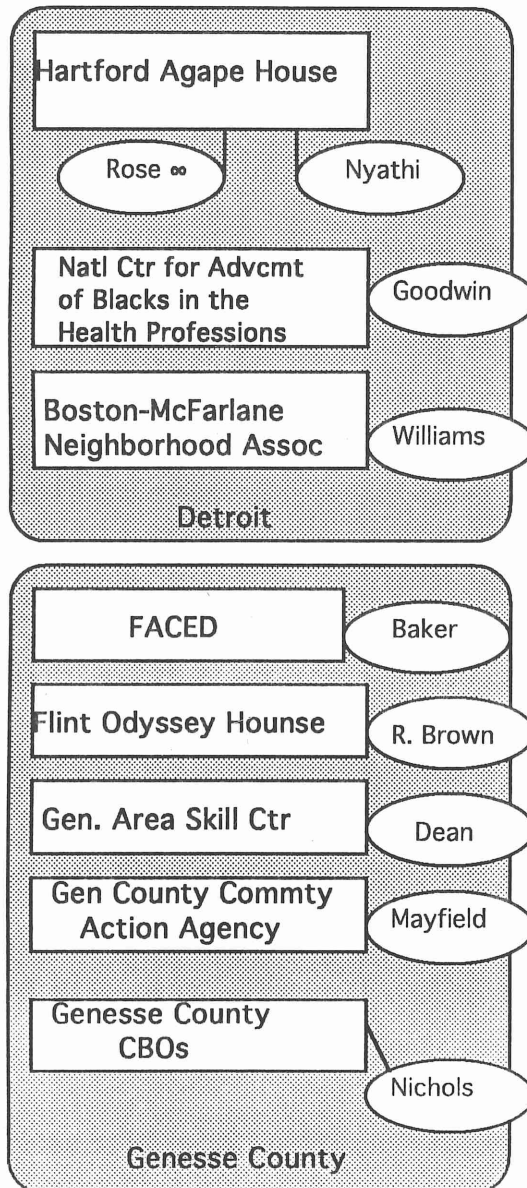 Hartford Agape House
Rose ∞
Nyathi
Natl Ctr for Advcmt
of Blacks in the
Health Professions
Goodwin
Boston-McFarlane
Neighborhood Assoc
Williams
Detroit
FACED
Baker
Flint Odyssey Hounse
R. Brown
Gen. Area Skill Ctr
Dean
Gen County Commty
Action Agency
Mayfield
Genesse County
CBOs
Nichols
Genesse County